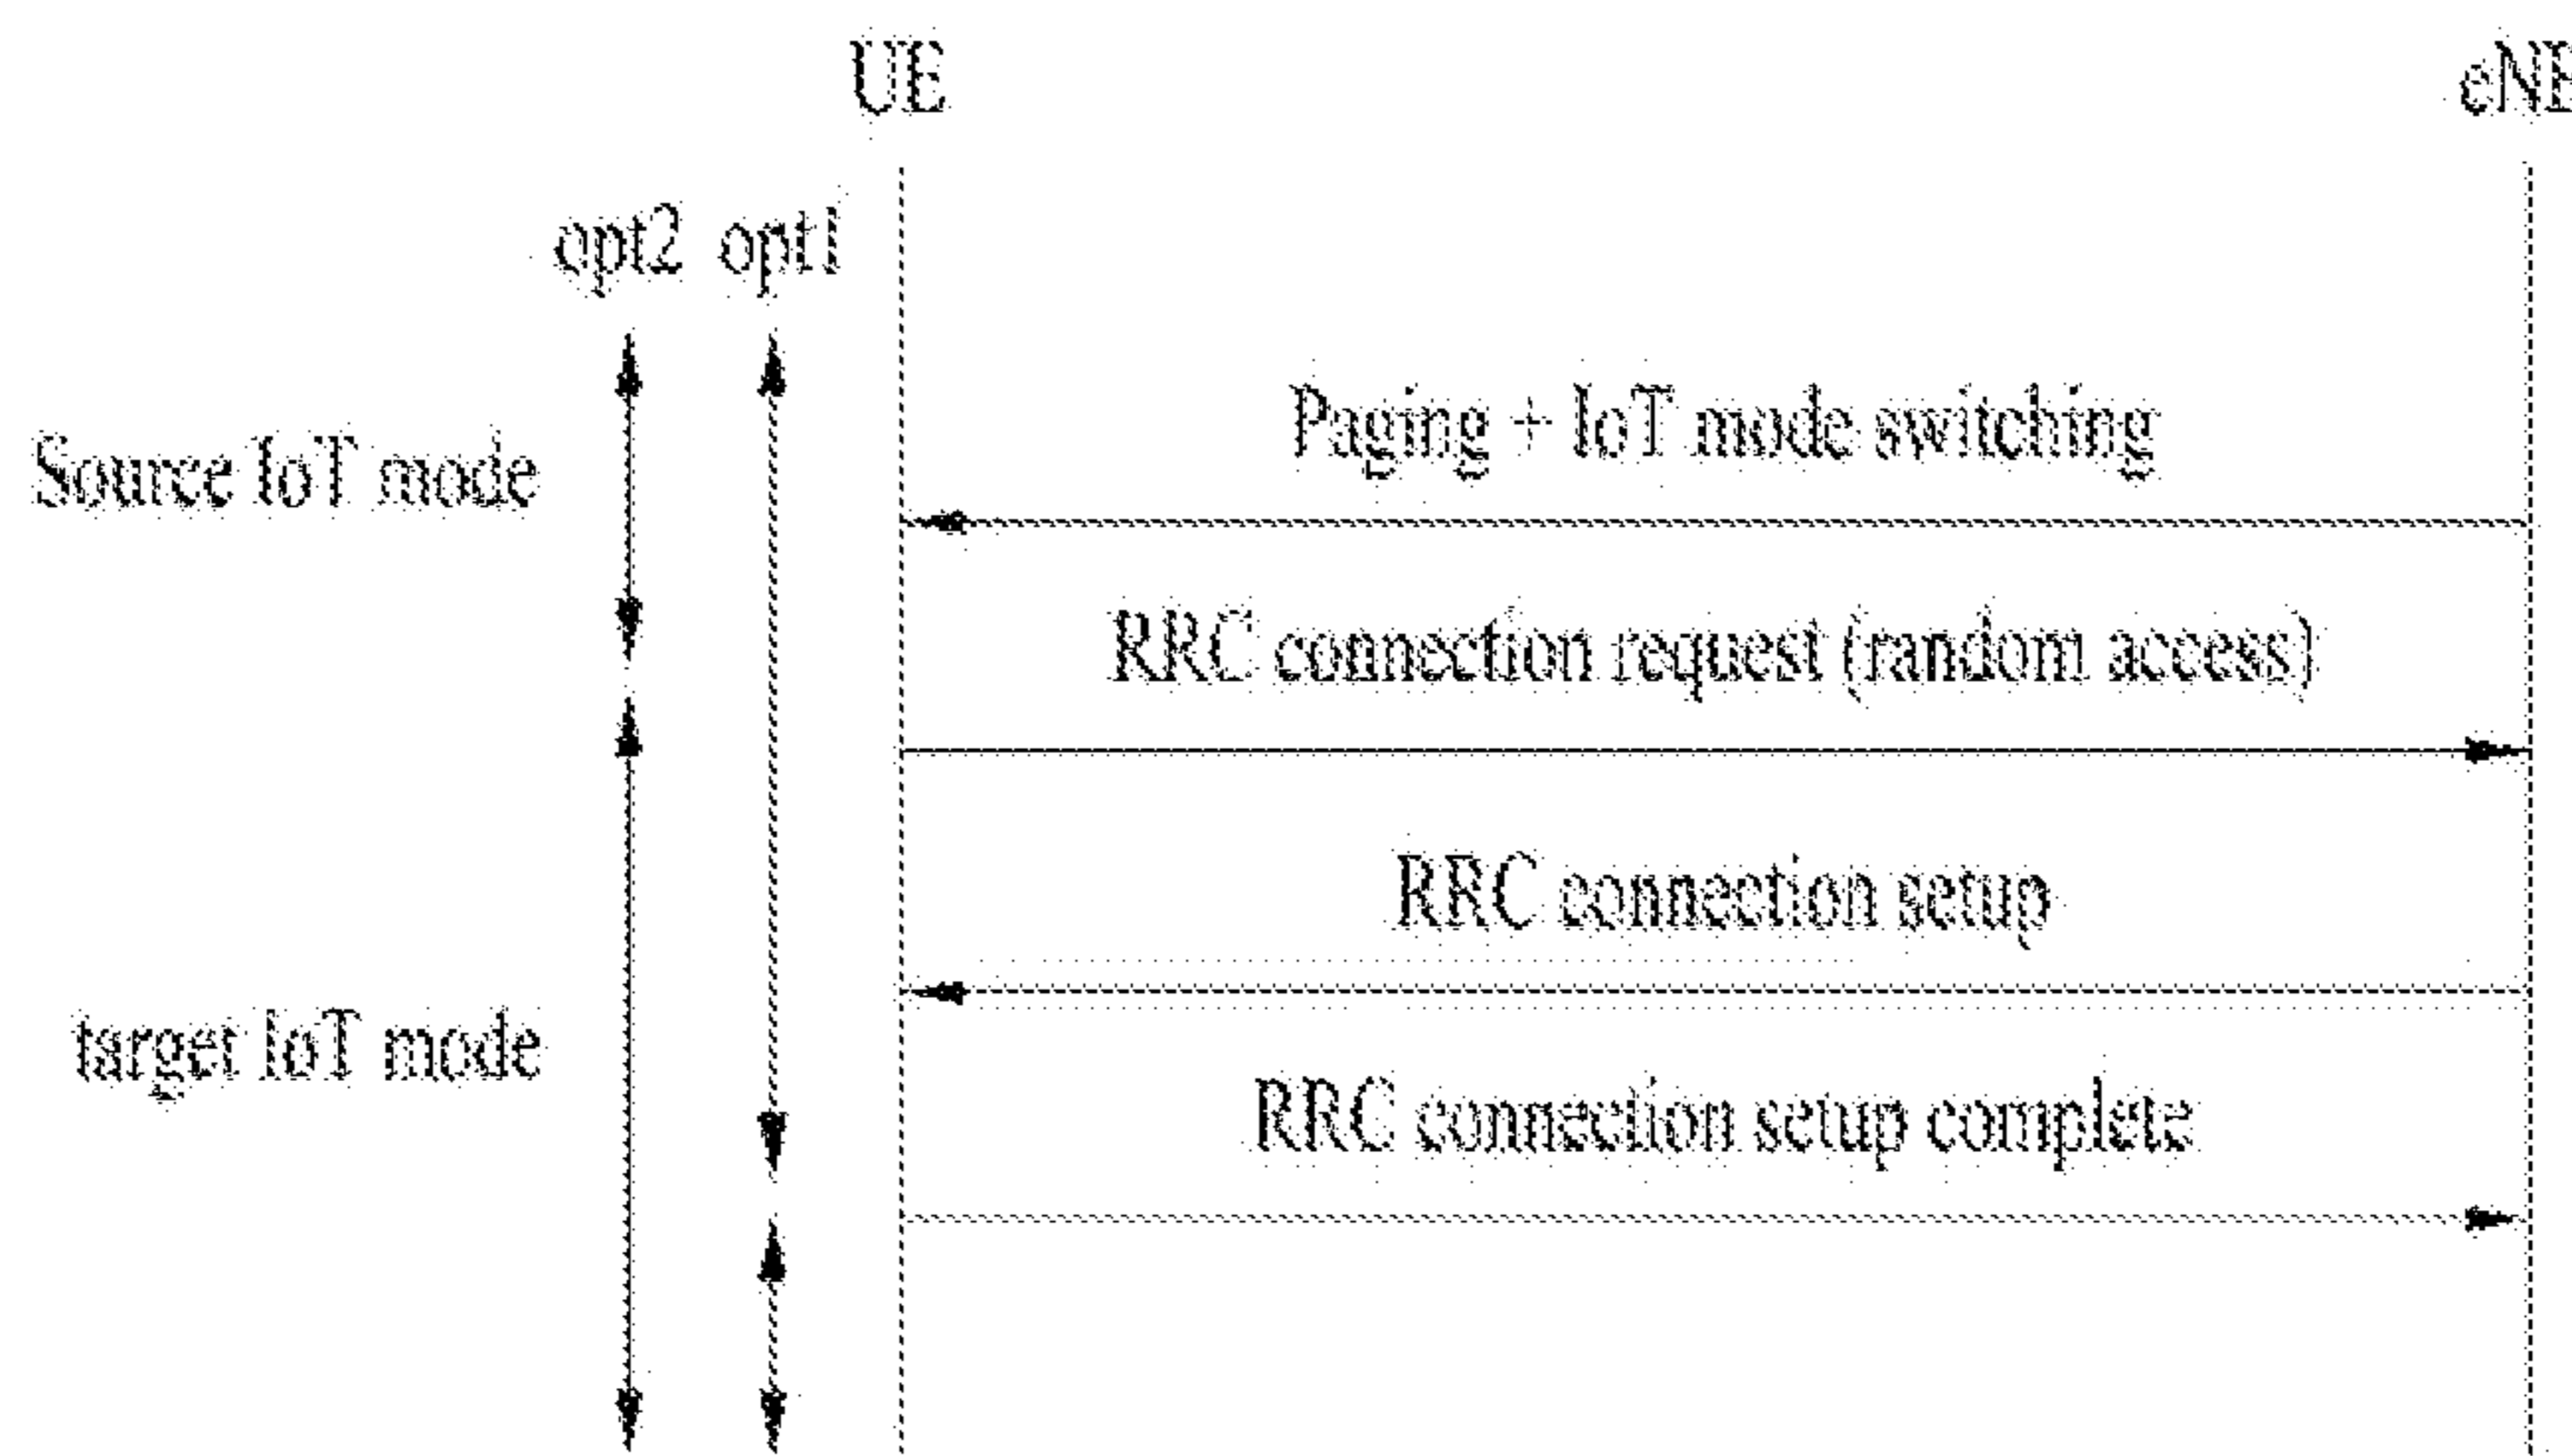 UE
opt2 opt1
Paging + IoT mode switching
Source IoT mode
RRC connection request (random access)
RRC connection setup
target IoT mode
RRC connection setup complete